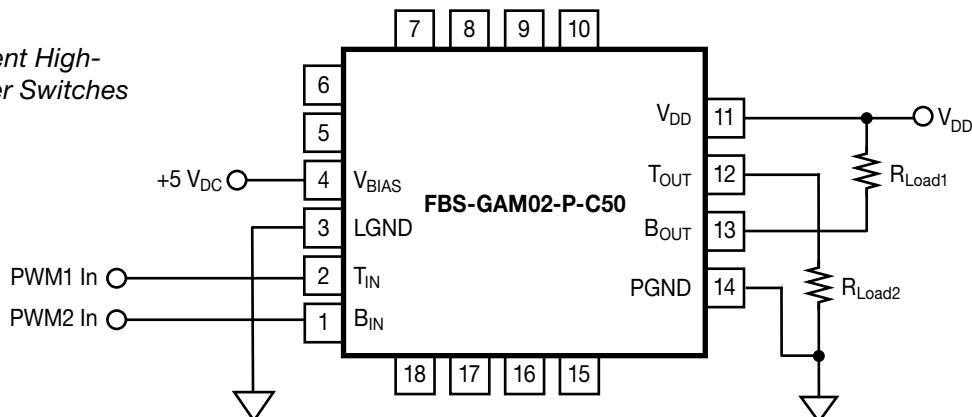 ent High-
er Switches
7 8 9 10
6
5
+5 VDC 4 VBIAS
3 LGND
PWM1 In 2 TIN
PWM2 In 1 BIN
FBS-GAM02-P-C50
VDD 11 VDD
TOUT 12 RLoad1
BOUT 13
PGND 14 RLoad2
18 17 16 15